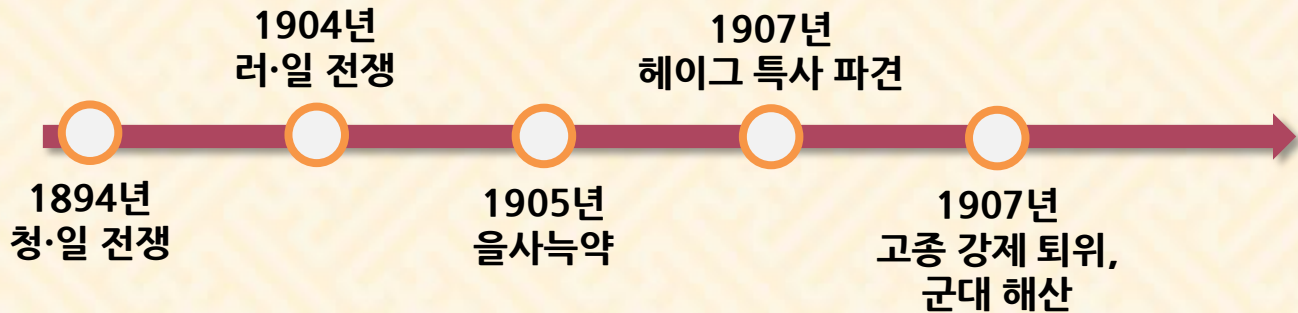 1904년
러·일 전쟁
1907년
헤이그 특사 파견
1894년
청·일 전쟁
1905년
을사늑약
1907년
고종 강제 퇴위,
군대 해산